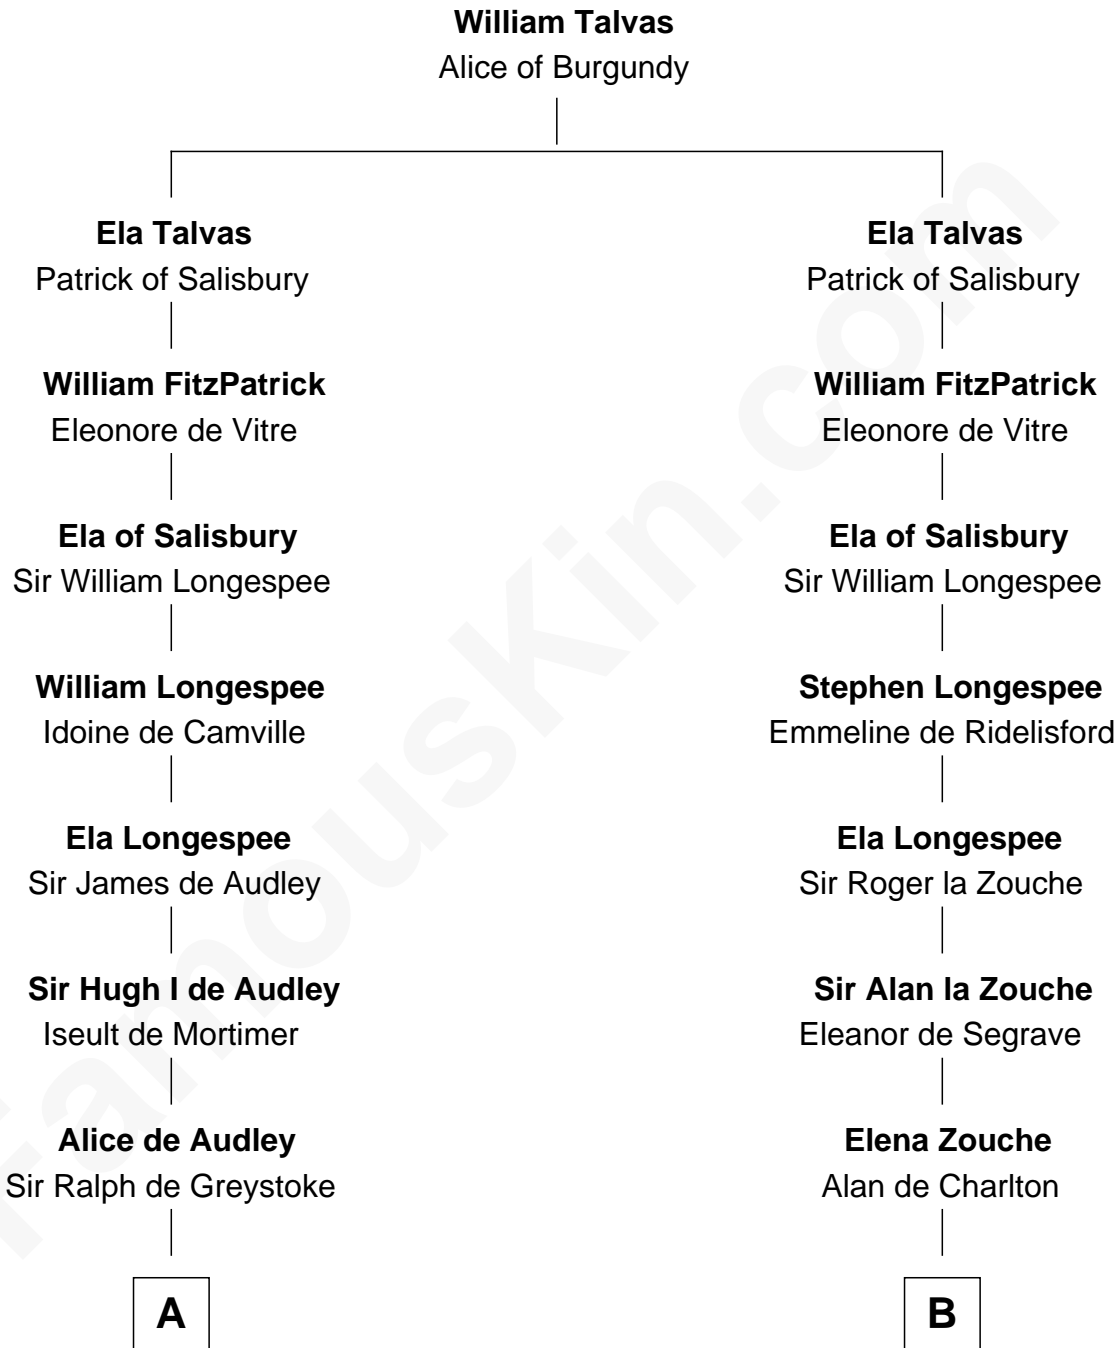 William Talvas
Alice of Burgundy
Ela Talvas
Patrick of Salisbury
William FitzPatrick
Eleonore de Vitre
Ela of Salisbury
Sir William Longespee
William Longespee
Idoine de Camville
Ela Longespee
Sir James de Audley
Sir Hugh I de Audley
Iseult de Mortimer
Alice de Audley
Sir Ralph de Greystoke
A
Ela Talvas
Patrick of Salisbury
William FitzPatrick
Eleonore de Vitre
Ela of Salisbury
Sir William Longespee
Stephen Longespee
Emmeline de Ridelisford
Ela Longespee
Sir Roger la Zouche
Sir Alan la Zouche
Eleanor de Segrave
Elena Zouche
Alan de Charlton
B
FamousKin.com